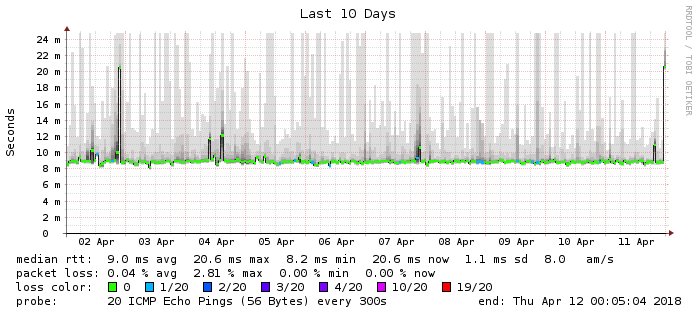 Last 10 Days
RRDTOOL / TOBI OETIKER
Seconds
24 m
22 m
20 m
18 m
16 m
14 m
12 m
10 m
8 m
6 m
4 m
2 m
0
02 Apr 03 Apr 04 Apr 05 Apr 06 Apr 07 Apr 08 Apr 09 Apr 10 Apr 11 Apr
median rtt: 9.0 ms avg 20.6 ms max 8.2 ms min 20.6 ms now 1.1 ms sd 8.0 am/s
packet loss: 0.04 % avg 2.81 % max 0.00 % min 0.00 % now
loss color: 0 1/20 2/20 3/20 4/20 10/20 19/20
probe: 20 ICMP Echo Pings (56 Bytes) every 300s end: Thu Apr 12 00:05:04 2018